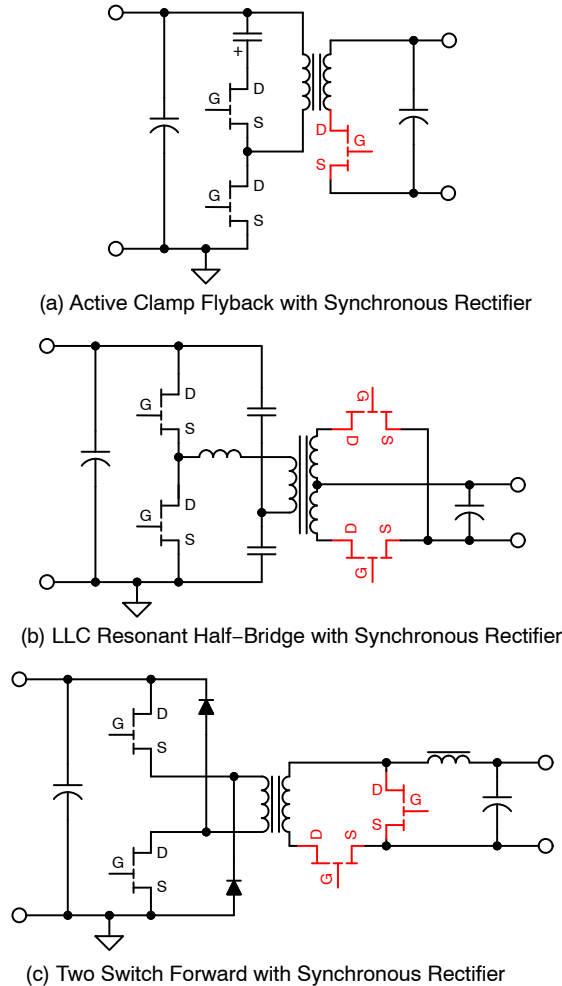 +
D
G
S
D
G
S
D
G
S
(a) Active Clamp Flyback with Synchronous Rectifier
D
G
S
D
G
S
G
D S
D S
G
(b) LLC Resonant Half−Bridge with Synchronous Rectifier
D
G
S
D
G
S
D
G
S
D S
G
(c) Two Switch Forward with Synchronous Rectifier